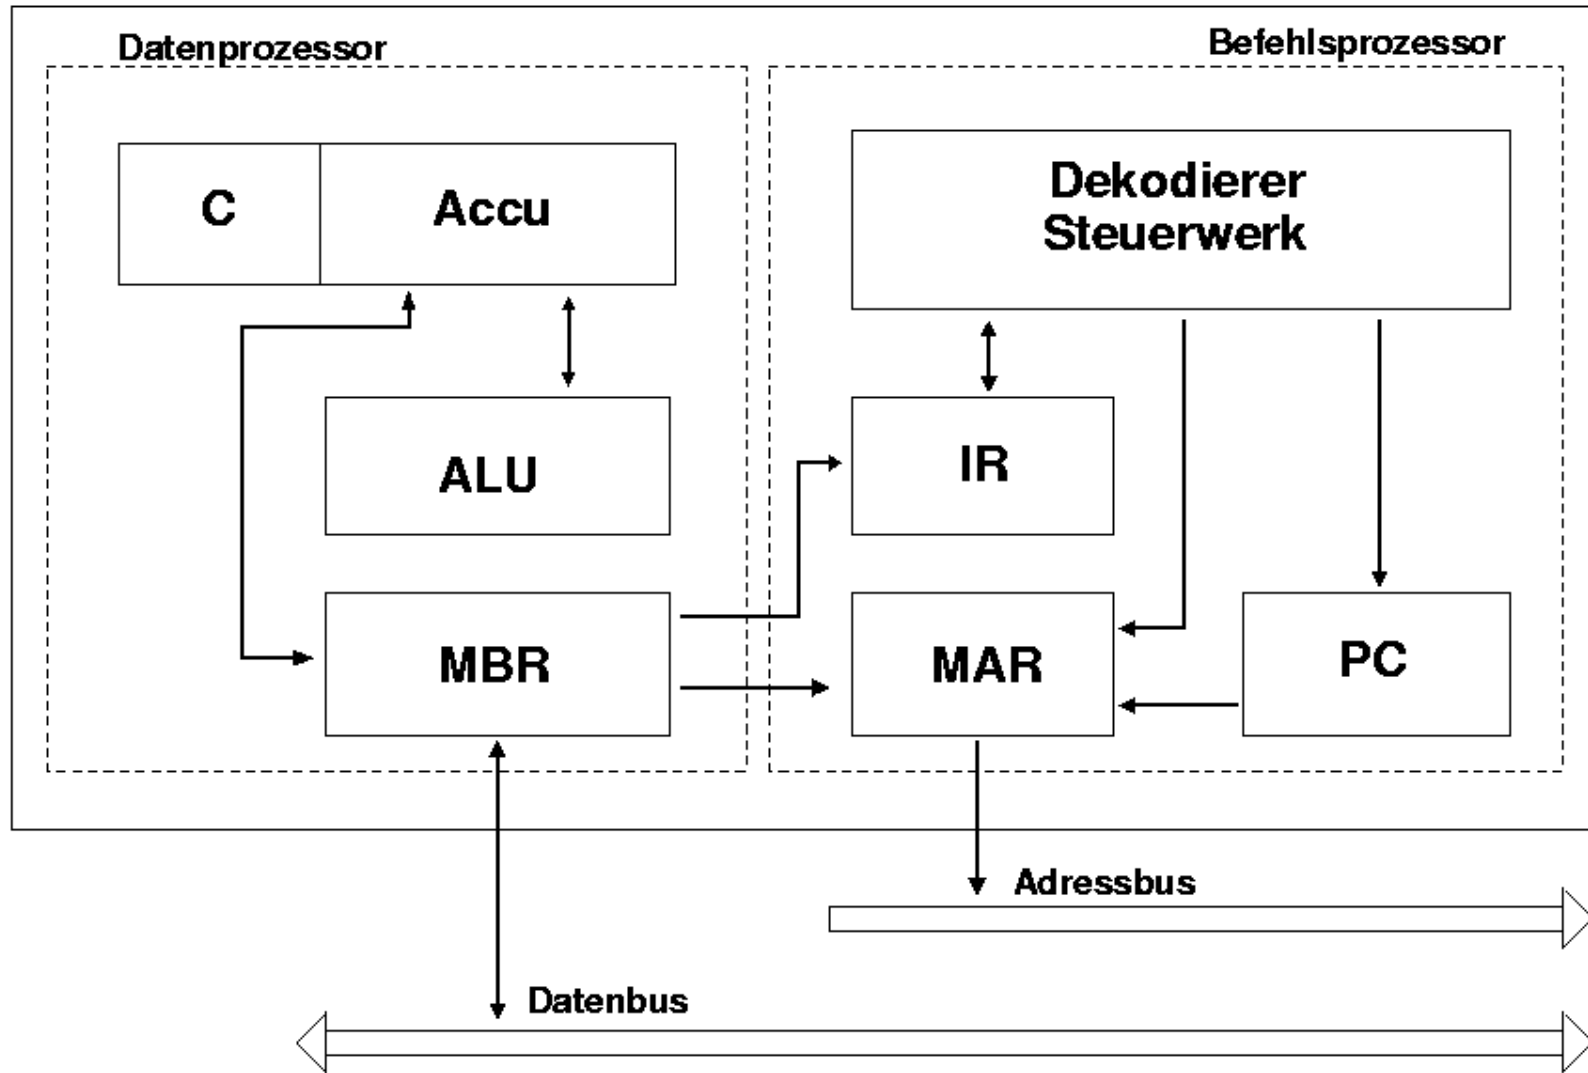 Datenprozessor
Befehlsprozessor
C
Accu
Dekodierer
Steuerwerk
ALU
IR
MBR
MAR
PC
Adressbus
Datenbus